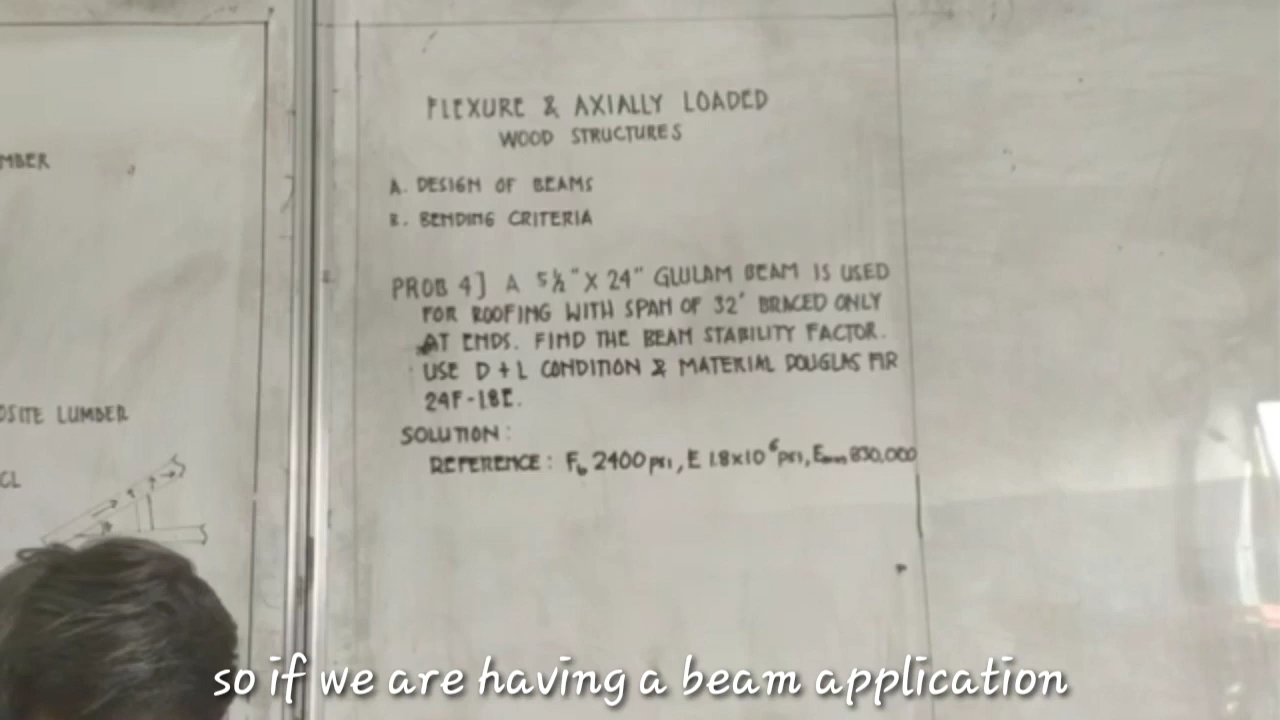 MBER
OSITE LUMBER
CL
FLEXURE & AXIALLY LOADED
WOOD STRUCTURES
A. DESIGN OF BEAMS
B. BENDING CRITERIA
PROB 4] A 5½" X 24" GLULAM BEAM IS USED
FOR ROOFING WITH SPAN OF 32' BRACED ONLY
AT ENDS. FIND THE BEAM STABILITY FACTOR.
USE D + L CONDITION & MATERIAL DOUGLAS FIR
24F-1.8E.
SOLUTION:
REFERENCE: Fb 2400 psi, E 1.8x10⁶ psi, Emin 830,000
so if we are having a beam application